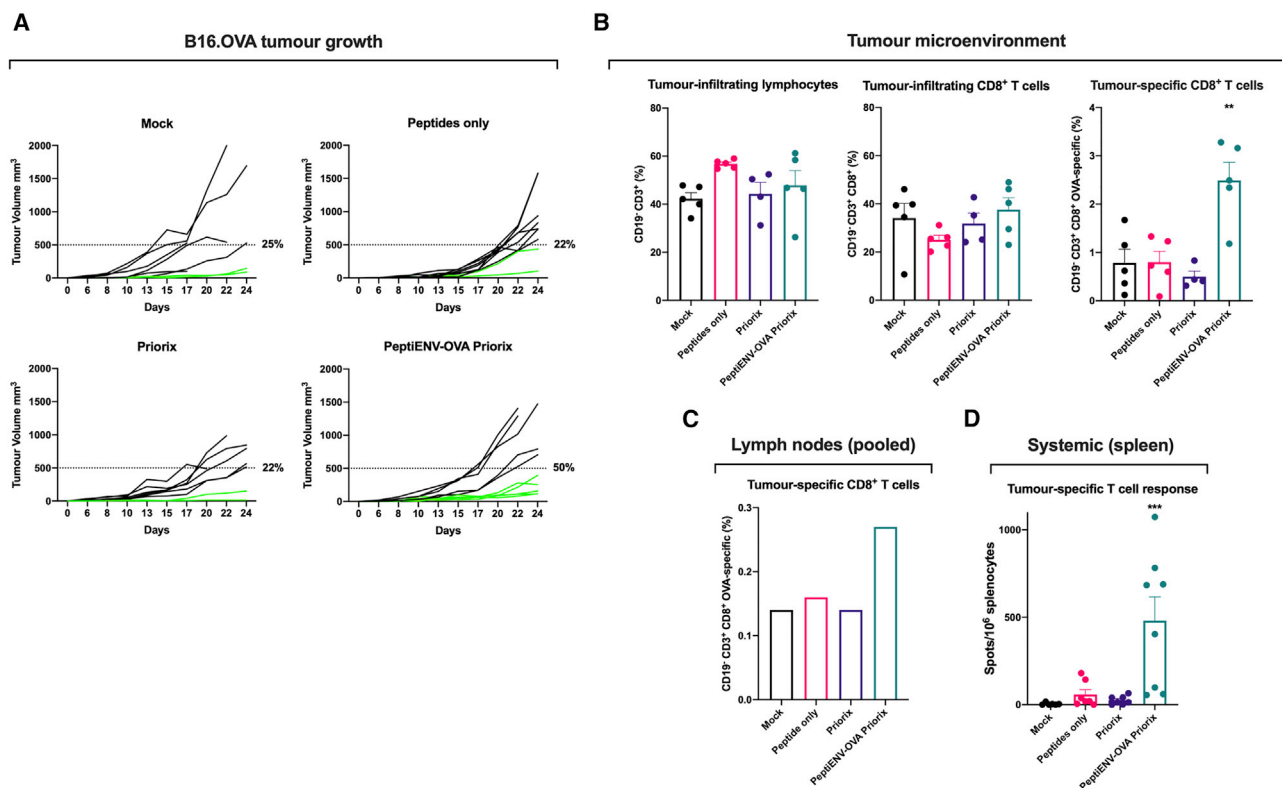 A
B16.OVA tumour growth
Mock
Tumour Volume mm³
2000
1500
1000
500
0
25%
0 6 8 10 13 15 17 20 22 24
Days
Peptides only
Tumour Volume mm³
2000
1500
1000
500
0
22%
0 6 8 10 13 15 17 20 22 24
Days
Priorix
Tumour Volume mm³
2000
1500
1000
500
0
22%
0 6 8 10 13 15 17 20 22 24
Days
PeptiENV-OVA Priorix
Tumour Volume mm³
2000
1500
1000
500
0
50%
0 6 8 10 13 15 17 20 22 24
Days
B
Tumour microenvironment
Tumour-infiltrating lymphocytes
CD19⁻ CD3⁺ (%)
80
60
40
20
0
Mock
Peptides only
Priorix
PeptiENV-OVA Priorix
Tumour-infiltrating CD8⁺ T cells
CD19⁻ CD3⁺ CD8⁺ (%)
80
60
40
20
0
Mock
Peptides only
Priorix
PeptiENV-OVA Priorix
Tumour-specific CD8⁺ T cells
CD19⁻ CD3⁺ CD8⁺ OVA-specific (%)
4
3
2
1
0
**
Mock
Peptides only
Priorix
PeptiENV-OVA Priorix
C
Lymph nodes (pooled)
Tumour-specific CD8⁺ T cells
CD19⁻ CD3⁺ CD8⁺ OVA-specific (%)
0.3
0.2
0.1
0.0
Mock
Peptide only
Priorix
PeptiENV-OVA Priorix
D
Systemic (spleen)
Tumour-specific T cell response
Spots/10⁶ splenocytes
1000
500
0
***
Mock
Peptides only
Priorix
PeptiENV-OVA Priorix